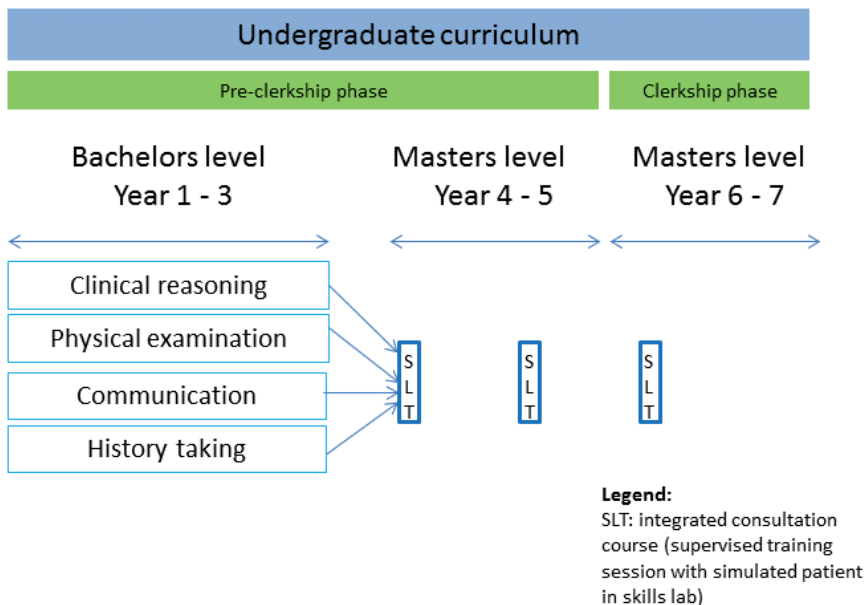 Undergraduate curriculum
Pre-clerkship phase
Clerkship phase
Bachelors level
Year 1 - 3
Masters level
Year 4 - 5
Masters level
Year 6 - 7
Clinical reasoning
Physical examination
Communication
History taking
S
L
T
S
L
T
S
L
T
Legend:
SLT: integrated consultation
course (supervised training
session with simulated patient
in skills lab)